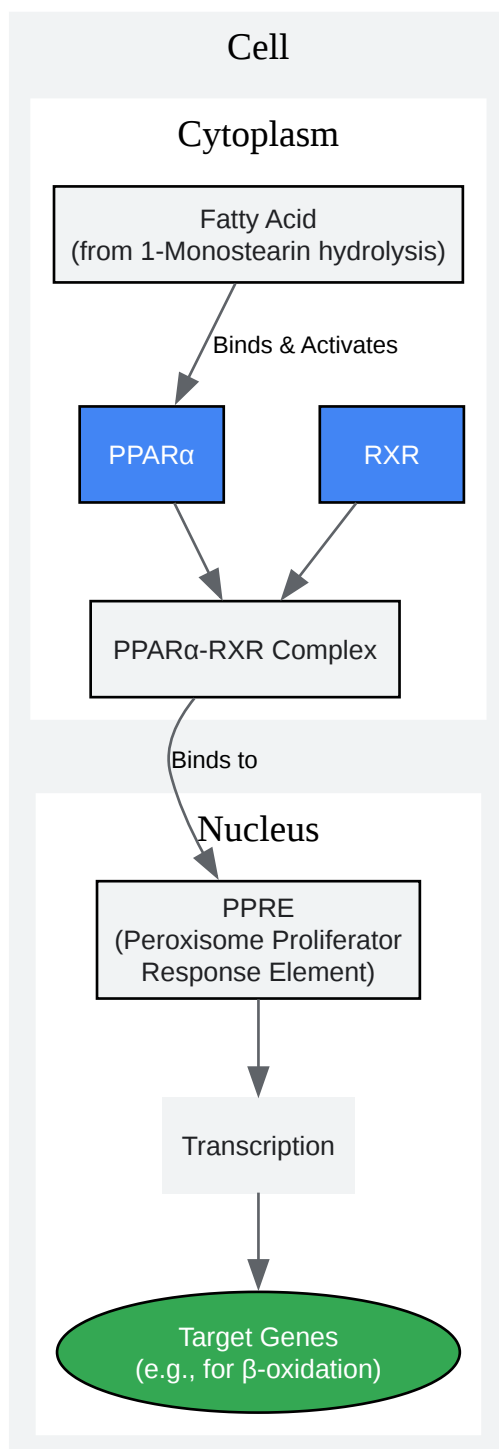 Cell
Cytoplasm
Fatty Acid
(from 1-Monostearin hydrolysis)
Binds & Activates
PPARα
RXR
PPARα-RXR Complex
Binds to
Nucleus
PPRE
(Peroxisome Proliferator
Response Element)
Transcription
Target Genes
(e.g., for β-oxidation)